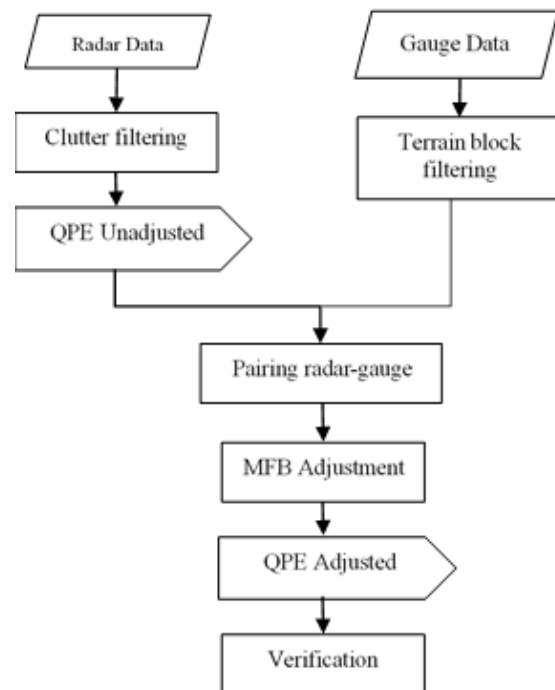 Radar Data
Gauge Data
Clutter filtering
Terrain block
filtering
QPE Unadjusted
Pairing radar-gauge
MFB Adjustment
QPE Adjusted
Verification